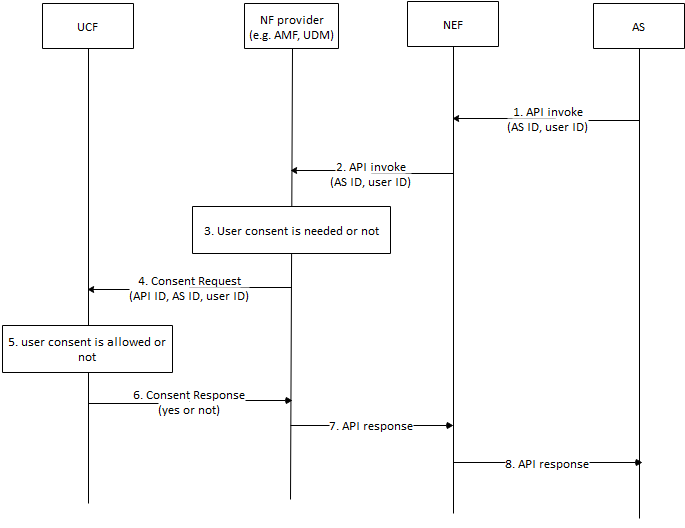 UCF
NF provider
(e.g. AMF, UDM)
NEF
AS
1. API invoke
(AS ID, user ID)
2. API invoke
(AS ID, user ID)
3. User consent is needed or not
4. Consent Request
(API ID, AS ID, user ID)
5. user consent is allowed or
not
6. Consent Response
(yes or not)
7. API response
8. API response